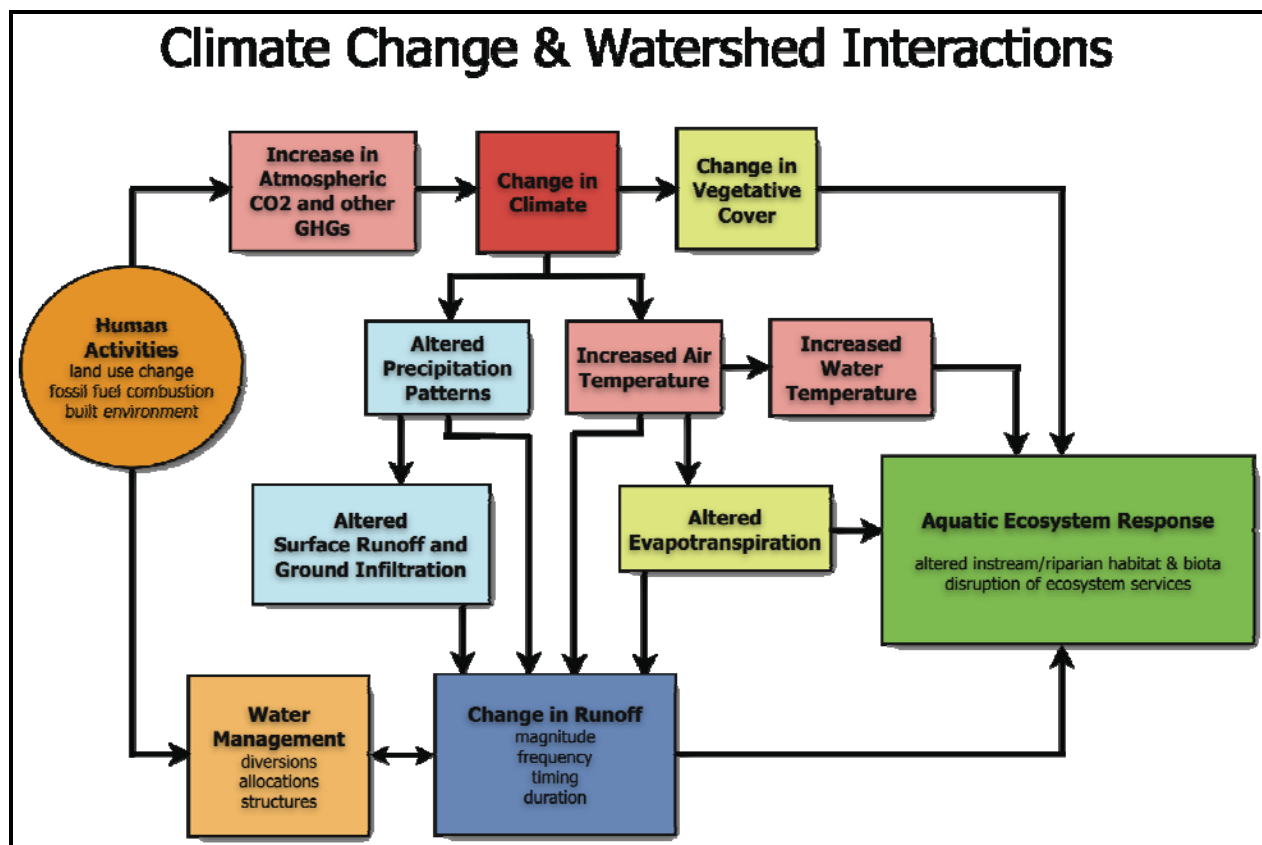 Climate Change & Watershed Interactions
Increase in
Atmospheric
CO2 and other
GHGs
Change in
Climate
Change in
Vegetative
Cover
Human
Activities
land use change
fossil fuel combustion
built environment
Altered
Precipitation
Patterns
Increased Air
Temperature
Increased
Water
Temperature
Altered
Surface Runoff and
Ground Infiltration
Altered
Evapotranspiration
Aquatic Ecosystem Response
altered instream/riparian habitat & biota
disruption of ecosystem services
Water
Management
diversions
allocations
structures
Change in Runoff
magnitude
frequency
timing
duration